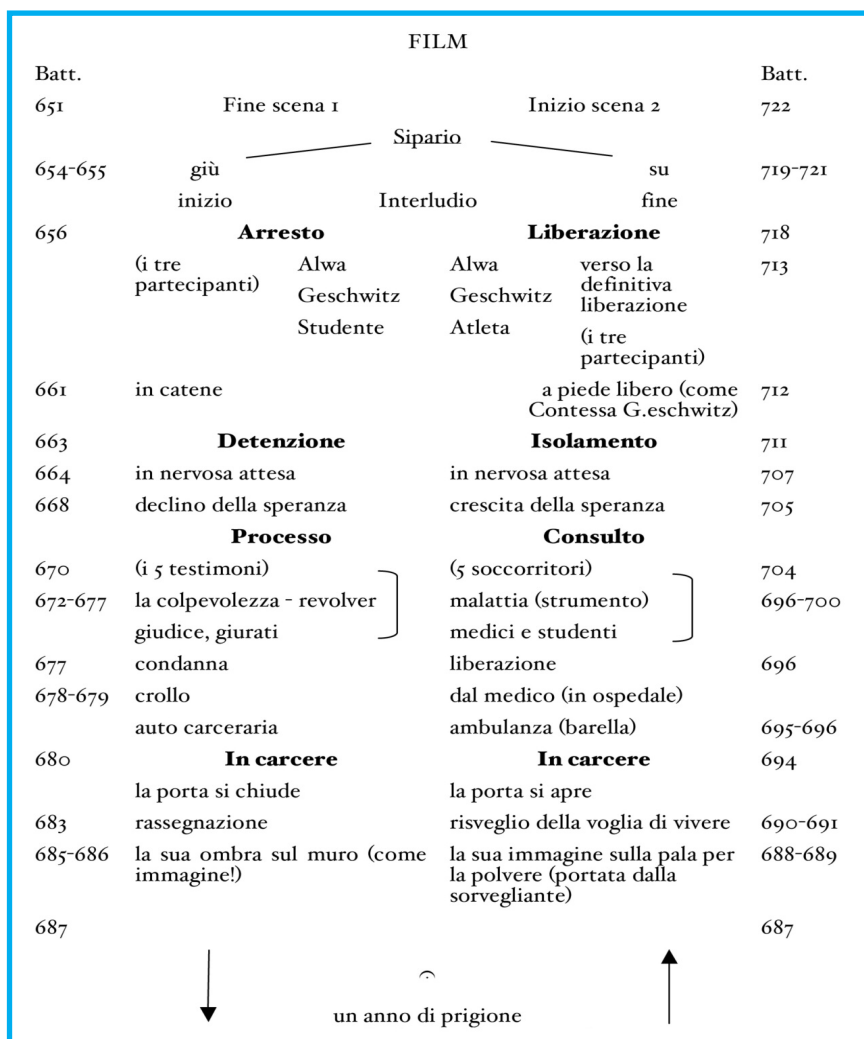 FILM
Batt. Batt.
651 Fine scena 1 Inizio scena 2 722
Sipario
654-655 giù su 719-721
inizio Interludio fine
656 Arresto Liberazione 718
(i tre Alwa Alwa verso la 713
partecipanti) definitiva
Geschwitz Geschwitz liberazione
Studente Atleta (i tre
partecipanti)
661 in catene a piede libero (come 712
Contessa G.eschwitz)
663 Detenzione Isolamento 711
664 in nervosa attesa in nervosa attesa 707
668 declino della speranza crescita della speranza 705
Processo Consulto
670 (i 5 testimoni) (5 soccorritori) 704
672-677 la colpevolezza - revolver malattia (strumento) 696-700
giudice, giurati medici e studenti
677 condanna liberazione 696
678-679 crollo dal medico (in ospedale)
auto carceraria ambulanza (barella) 695-696
680 In carcere In carcere 694
la porta si chiude la porta si apre
683 rassegnazione risveglio della voglia di vivere 690-691
685-686 la sua ombra sul muro (come la sua immagine sulla pala per 688-689
immagine!) la polvere (portata dalla
sorvegliante)
687 687
un anno di prigione